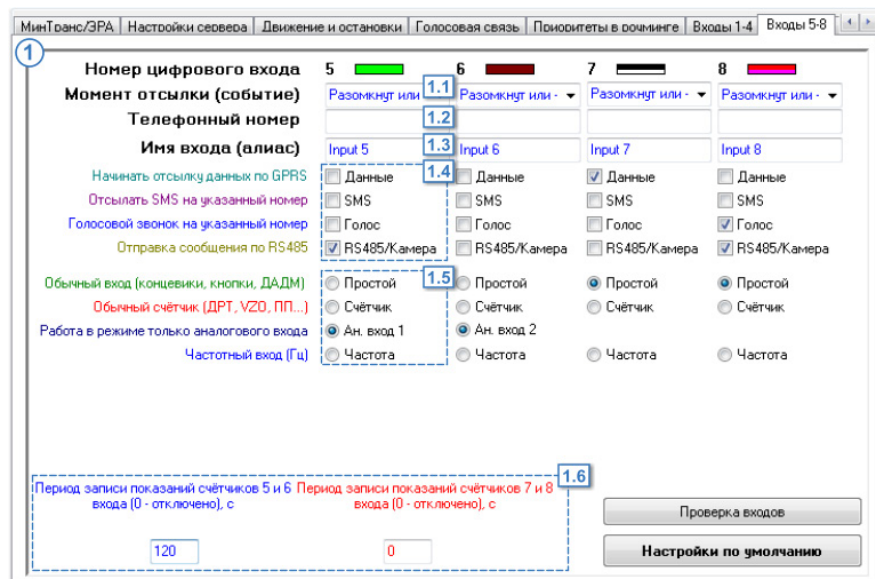 МинТранс/ЭРА Настройки сервера Движение и остановки Голосовая связь Приоритеты в роуминге Входы 1-4 Входы 5-8
1
Номер цифрового входа 5 6 7 8
Момент отсылки (событие) Разомкнут или 1.1 Разомкнут или - Разомкнут или - Разомкнут или -
Телефонный номер 1.2
Имя входа (алиас) Input 5 1.3 Input 6 Input 7 Input 8
Начинать отсылку данных по GPRS Данные 1.4 Данные Данные Данные
Отсылать SMS на указанный номер SMS SMS SMS SMS
Голосовой звонок на указанный номер Голос Голос Голос Голос
Отправка сообщения по RS485 RS485/Камера RS485/Камера RS485/Камера RS485/Камера
Обычный вход (концевики, кнопки, ДАДМ) Простой 1.5 Простой Простой Простой
Обычный счётчик (ДРТ, VZO, ПП...) Счётчик Счётчик Счётчик Счётчик
Работа в режиме только аналогового входа Ан. вход 1 Ан. вход 2
Частотный вход (Гц) Частота Частота Частота Частота
1.6
Период записи показаний счётчиков 5 и 6 Период записи показаний счётчиков 7 и 8
входа (0 - отключено), с входа (0 - отключено), с
Проверка входов
120 0 Настройки по умолчанию